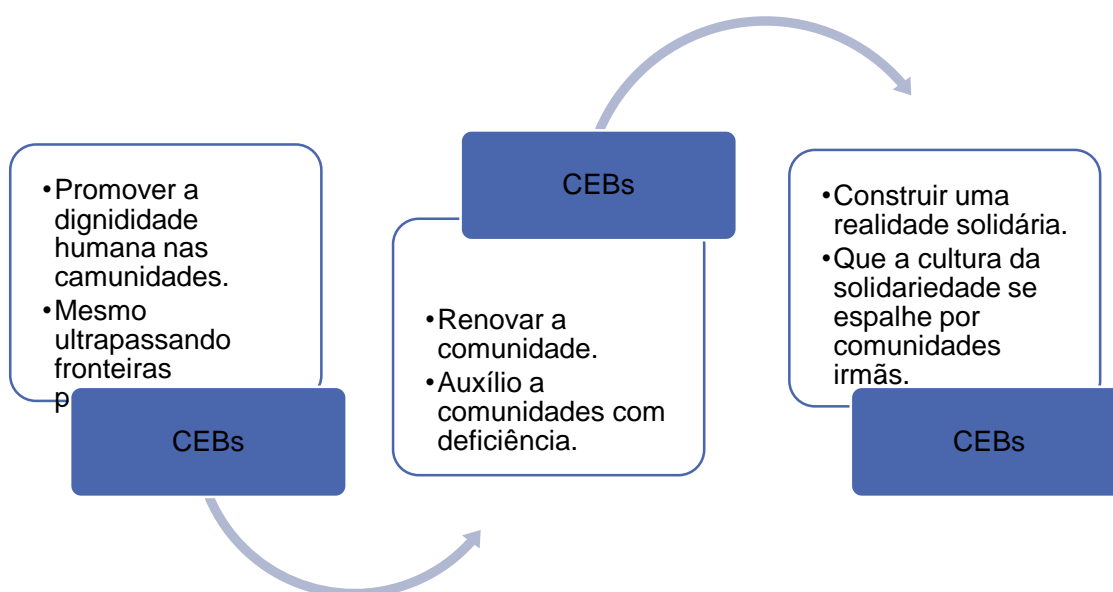 •Promover a
dignididade
humana nas
camunidades.
•Mesmo
ultrapassando
fronteiras
CEBs
CEBs
•Renovar a
comunidade.
•Auxílio a
comunidades com
deficiência.
•Construir uma
realidade solidária.
•Que a cultura da
solidariedade se
espalhe por
comunidades
irmãs.
CEBs